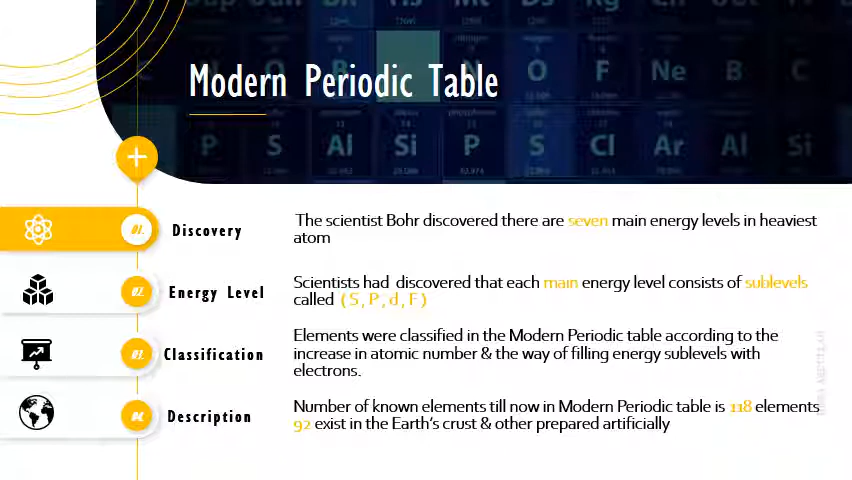 Modern Periodic Table
P S Al Si P S Cl Ar Al Si
O F Ne B C
01. Discovery
The scientist Bohr discovered there are seven main energy levels in heaviest
atom
02. Energy Level
Scientists had discovered that each main energy level consists of sublevels
called ( S , P , d , F )
03. Classification
Elements were classified in the Modern Periodic table according to the
increase in atomic number & the way of filling energy sublevels with
electrons.
04. Description
Number of known elements till now in Modern Periodic table is 118 elements
92 exist in the Earth's crust & other prepared artificially